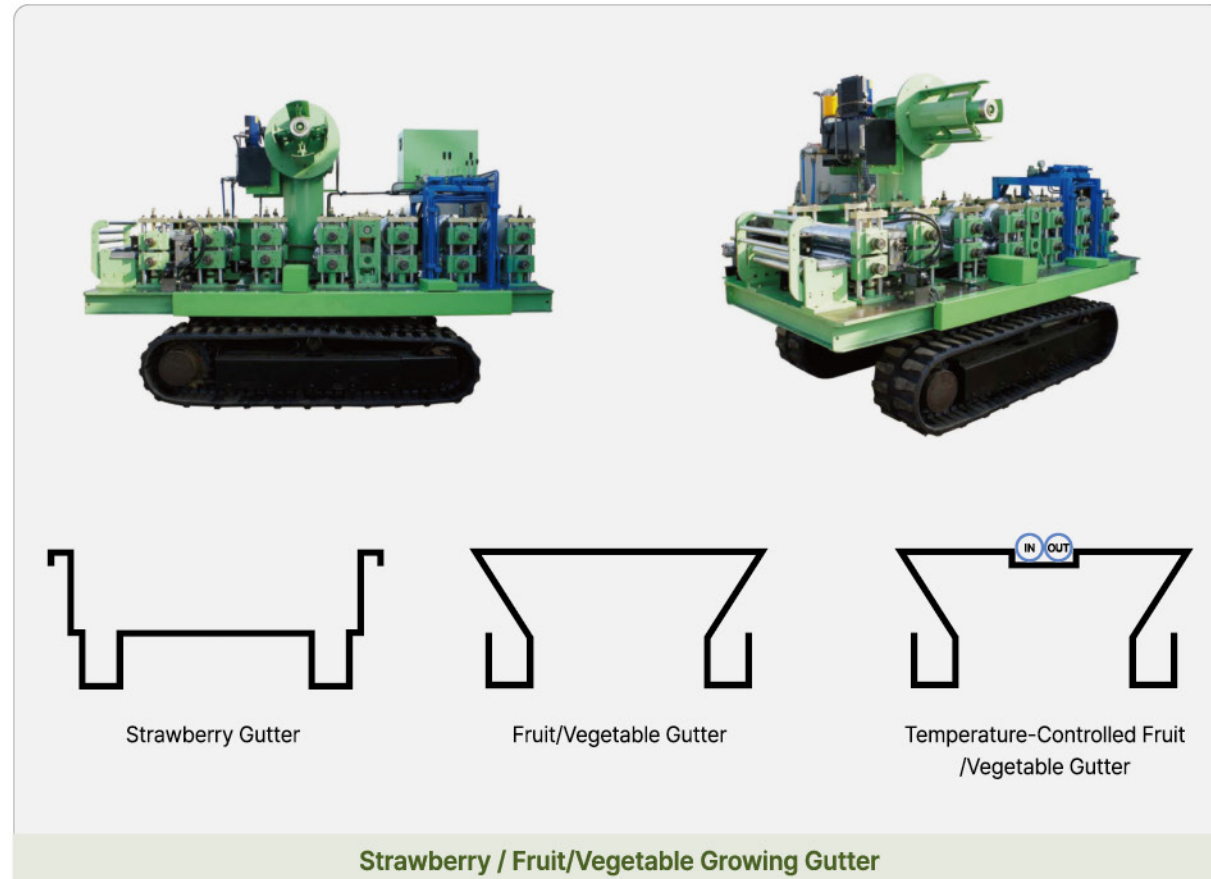 IN OUT
Strawberry Gutter
Fruit/Vegetable Gutter
Temperature-Controlled Fruit
/Vegetable Gutter
Strawberry / Fruit/Vegetable Growing Gutter